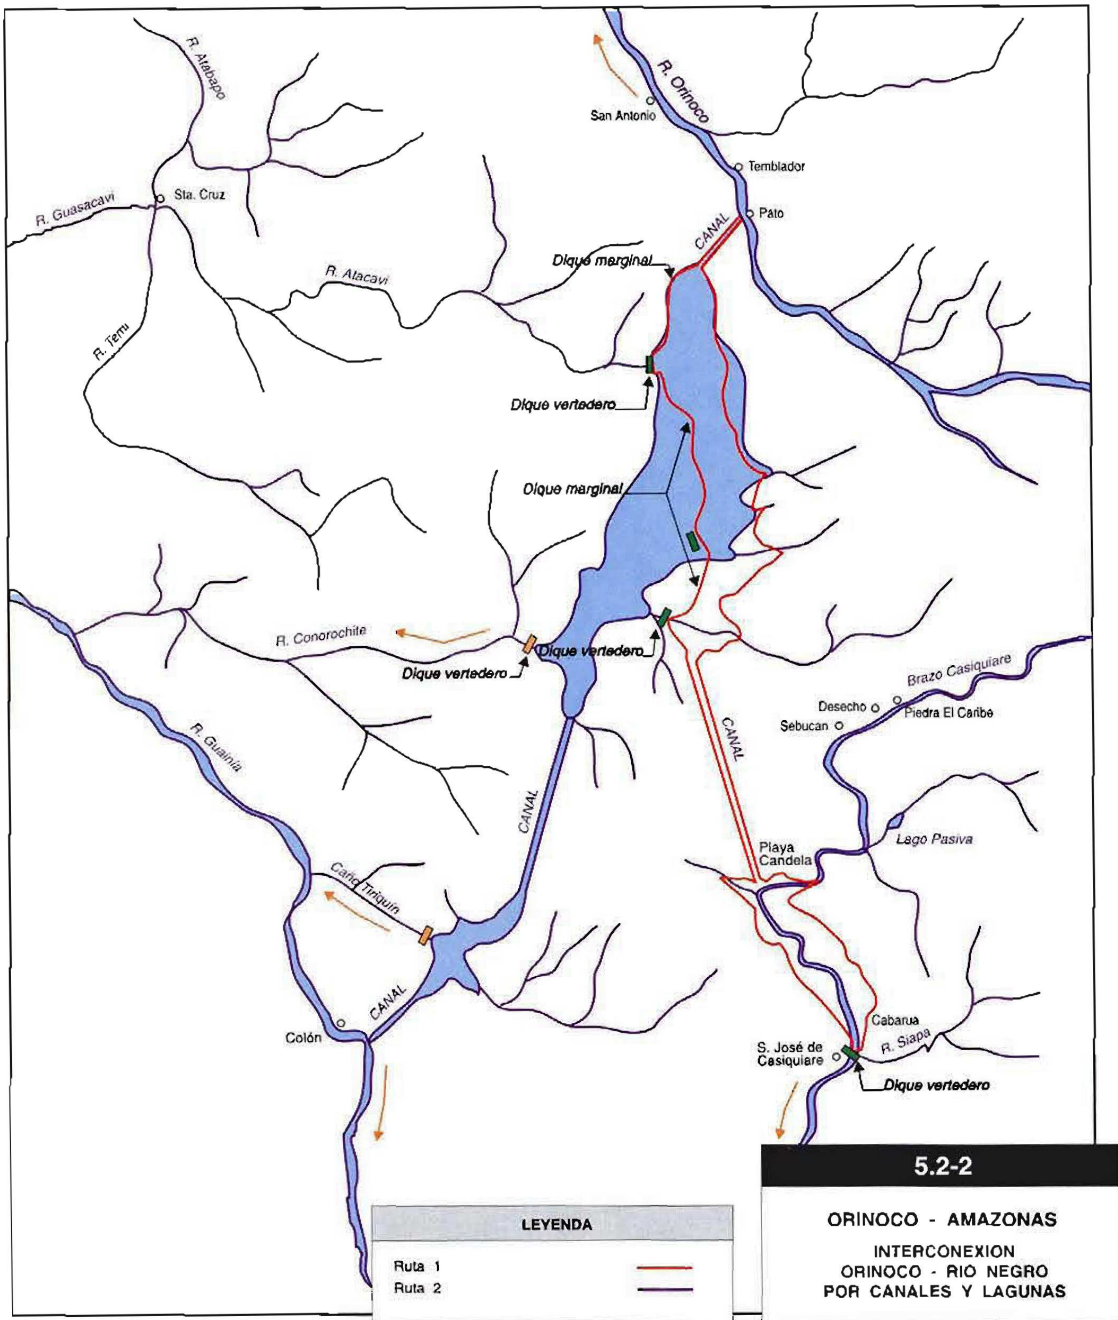 R. Atabapo
R. Orinoco
San Antonio
Temblador
Sta. Cruz
R. Guasacavi
Pato
CANAL
Dique marginal
R. Atacavi
R. Temi
Dique vertedero
Dique marginal
R. Conorochite
Dique vertedero
Dique vertedero
Brazo Casiquiare
Desecho
Piedra El Caribe
Sebucan
R. Guainía
CANAL
CANAL
Playa
Candela
Lago Pasiva
Caño Tiriquin
CANAL
Colón
Cabarua
R. Siapa
S. José de
Casiquiare
Dique vertedero
5.2-2
ORINOCO - AMAZONAS
INTERCONEXION
ORINOCO - RIO NEGRO
POR CANALES Y LAGUNAS
LEYENDA
Ruta 1
Ruta 2